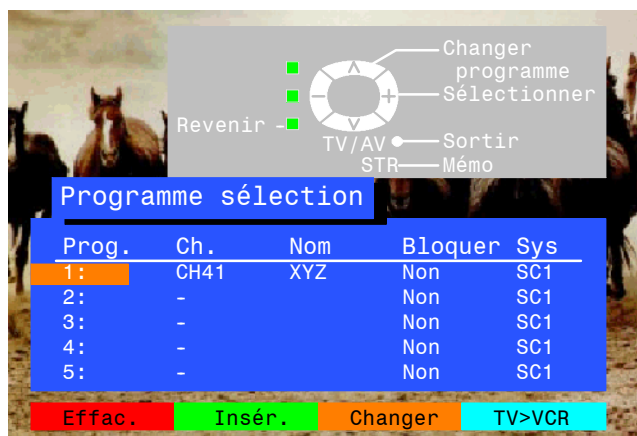 Changer
programme
Sélectionner
Revenir
TV/AV
Sortir
STR
Mémo
Programme sélection
Prog. Ch. Nom Bloquer Sys
1: CH41 XYZ Non SC1
2: - Non SC1
3: - Non SC1
4: - Non SC1
5: - Non SC1
Effac. Insér. Changer TV>VCR